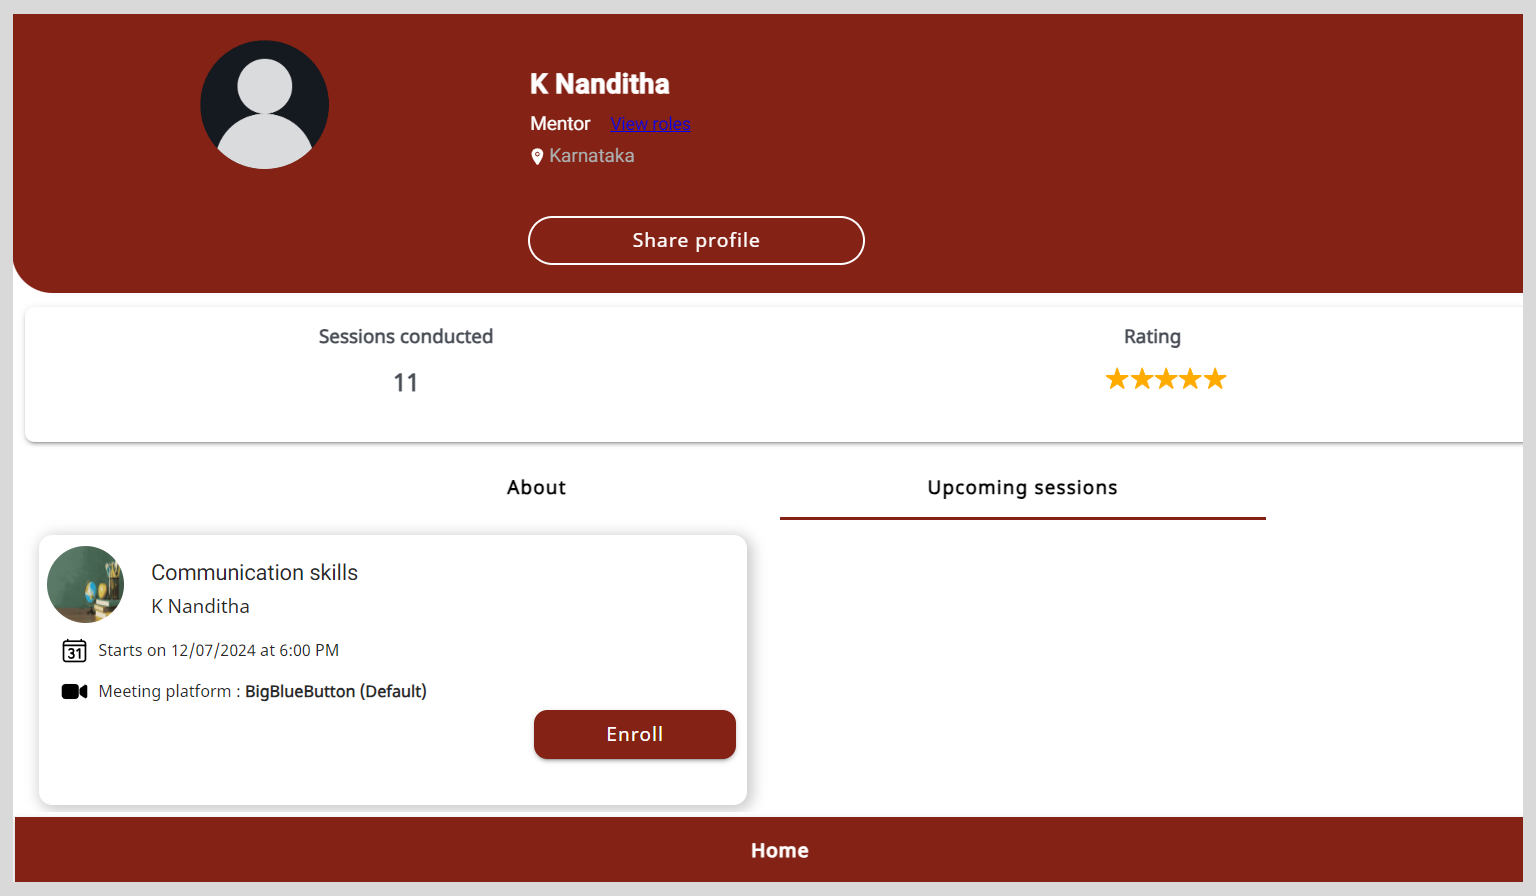 K Nanditha
Mentor View roles
Karnataka
Share profile
Sessions conducted
11
Rating
About
Upcoming sessions
Communication skills
K Nanditha
31 Starts on 12/07/2024 at 6:00 PM
Meeting platform : BigBlueButton (Default)
Enroll
Home